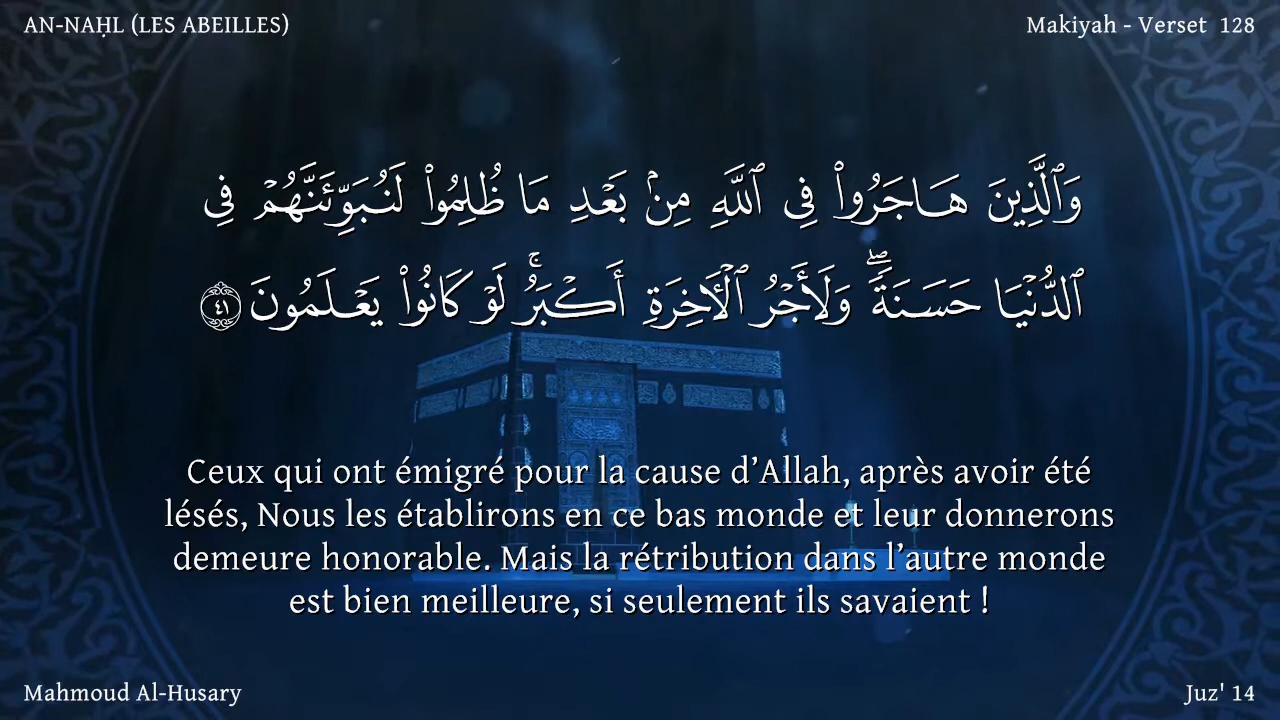 AN-NAḤL (LES ABEILLES)
Makiyah - Verset 128
وَٱلَّذِينَ هَاجَرُوا۟ فِى ٱللَّهِ مِنۢ بَعْدِ مَا ظُلِمُوا۟ لَنُبَوِّئَنَّهُمْ فِى
ٱلدُّنْيَا حَسَنَةً ۖ وَلَأَجْرُ ٱلْـَٔاخِرَةِ أَكْبَرُ ۚ لَوْ كَانُوا۟ يَعْلَمُونَ ٤١
Ceux qui ont émigré pour la cause d’Allah, après avoir été
lésés, Nous les établirons en ce bas monde et leur donnerons
demeure honorable. Mais la rétribution dans l’autre monde
est bien meilleure, si seulement ils savaient !
Mahmoud Al-Husary
Juz' 14